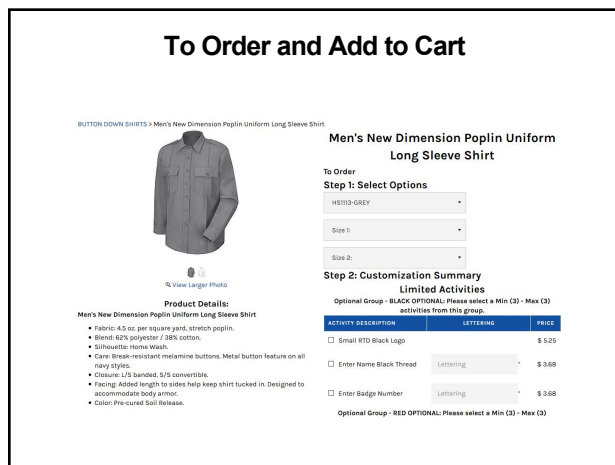 To Order and Add to Cart
BUTTON DOWN SHIRTS > Men's New Dimension Poplin Uniform Long Sleeve Shirt
View Larger Photo
Product Details:
Men's New Dimension Poplin Uniform Long Sleeve Shirt
• Fabric: 4.5 oz. per square yard, stretch poplin.
• Blend: 62% polyester / 38% cotton.
• Silhouette: Home Wash.
• Care: Break-resistant melamine buttons. Metal button feature on all
navy styles.
• Closure: L/S banded, S/S convertible.
• Facing: Added length to sides help keep shirt tucked in. Designed to
accommodate body armor.
• Color: Pre-cured Soil Release.
Men's New Dimension Poplin Uniform
Long Sleeve Shirt
To Order
Step 1: Select Options
HS1113-GREY
Size 1:
Size 2:
Step 2: Customization Summary
Limited Activities
Optional Group - BLACK OPTIONAL: Please select a Min (3) - Max (3)
activities from this group.
ACTIVITY DESCRIPTION LETTERING PRICE
Small RTD Black Logo $ 5.25
Enter Name Black Thread Lettering * $ 3.68
Enter Badge Number Lettering * $ 3.68
Optional Group - RED OPTIONAL: Please select a Min (3) - Max (3)